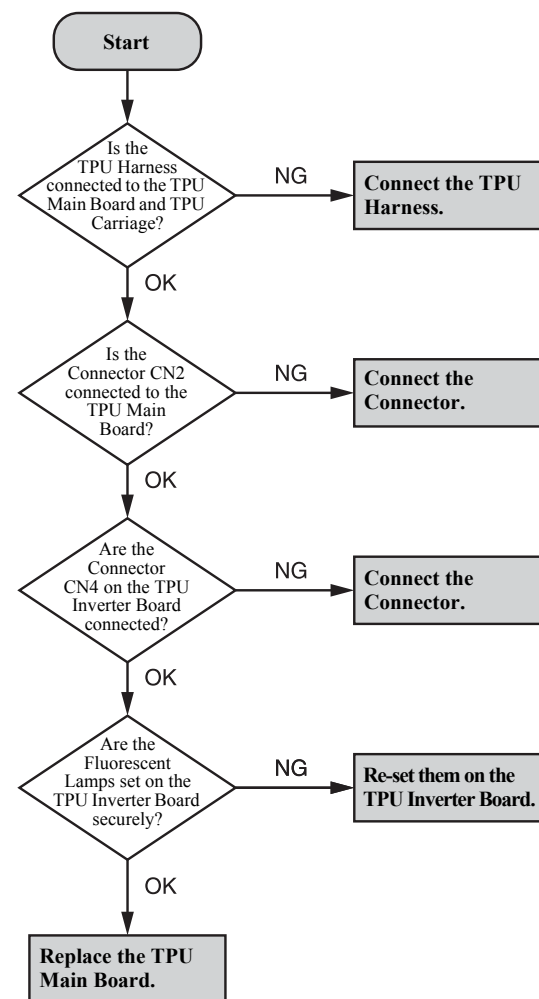 Start
Is the
TPU Harness
connected to the TPU
Main Board and TPU
Carriage?
NG
Connect the TPU
Harness.
OK
Is the
Connector CN2
connected to the
TPU Main
Board?
NG
Connect the
Connector.
OK
Are the
Connector
CN4 on the TPU
Inverter Board
connected?
NG
Connect the
Connector.
OK
Are the
Fluorescent
Lamps set on the
TPU Inverter Board
securely?
NG
Re-set them on the
TPU Inverter Board.
OK
Replace the TPU
Main Board.